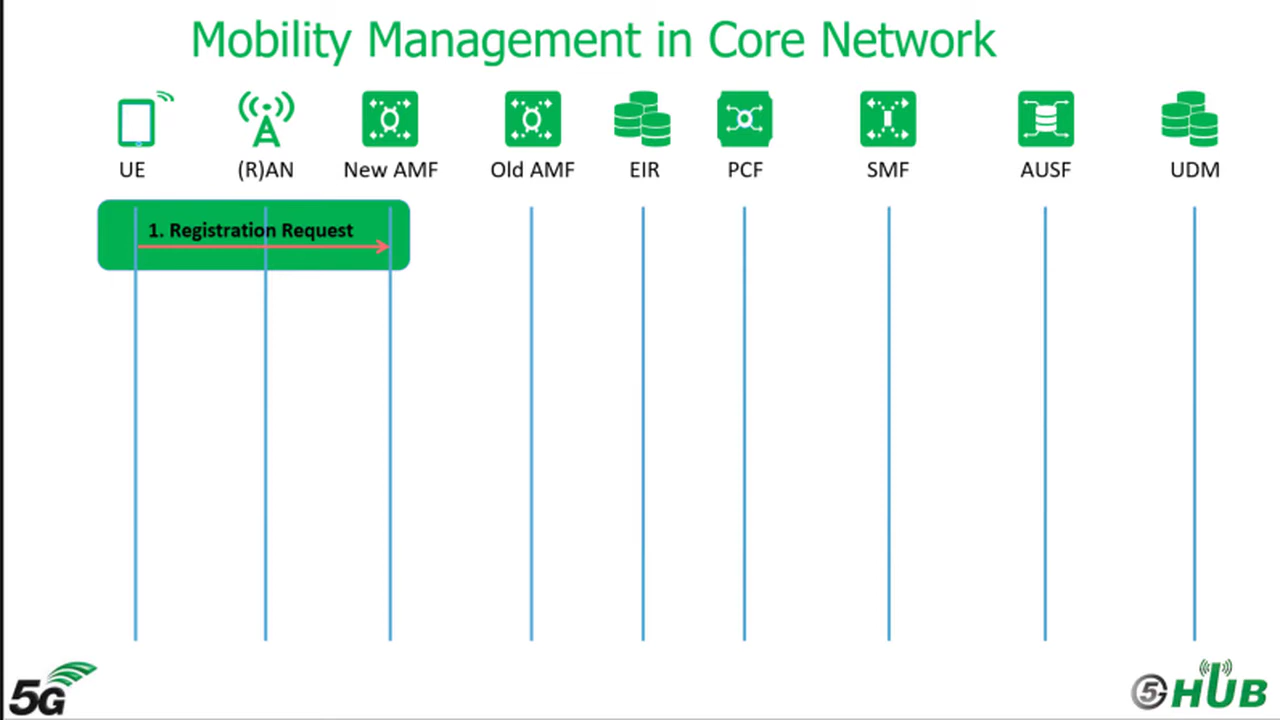 Mobility Management in Core Network
UE (R)AN New AMF Old AMF EIR PCF SMF AUSF UDM
1. Registration Request
5G
5 HUB